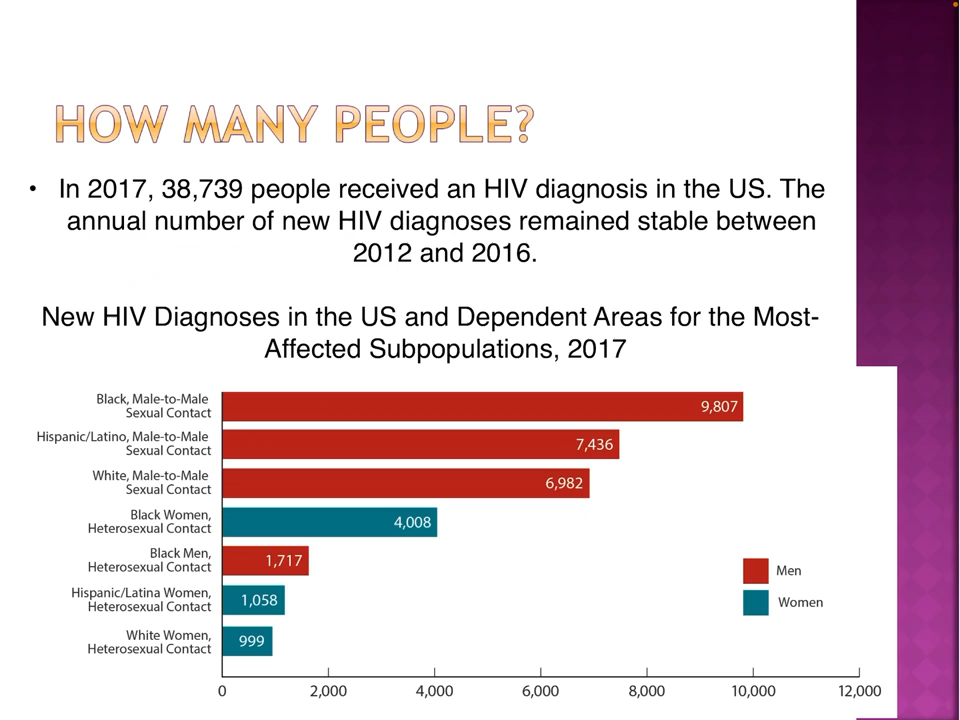 HOW MANY PEOPLE?
• In 2017, 38,739 people received an HIV diagnosis in the US. The
annual number of new HIV diagnoses remained stable between
2012 and 2016.
New HIV Diagnoses in the US and Dependent Areas for the Most-
Affected Subpopulations, 2017
Black, Male-to-Male
Sexual Contact
9,807
Hispanic/Latino, Male-to-Male
Sexual Contact
7,436
White, Male-to-Male
Sexual Contact
6,982
Black Women,
Heterosexual Contact
4,008
Black Men,
Heterosexual Contact
1,717
Hispanic/Latina Women,
Heterosexual Contact
1,058
White Women,
Heterosexual Contact
999
Men
Women
0 2,000 4,000 6,000 8,000 10,000 12,000